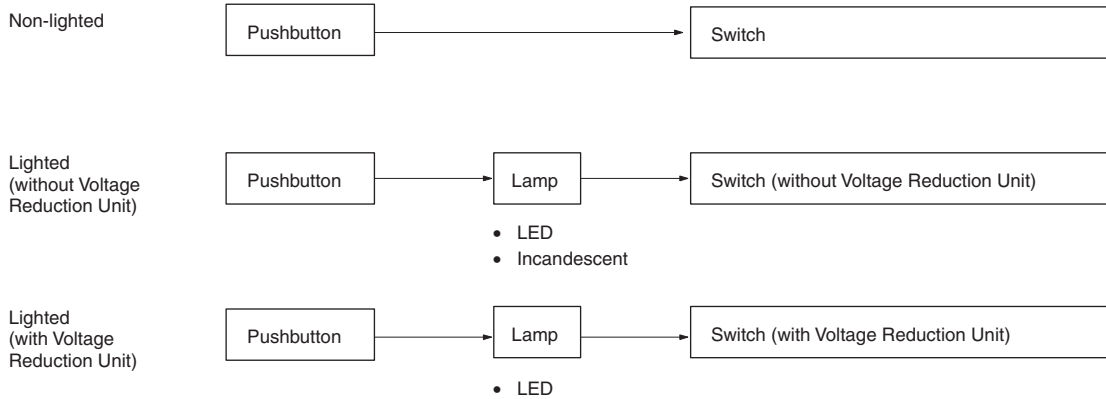 Non-lighted
Pushbutton
Switch
Lighted
(without Voltage
Reduction Unit)
Pushbutton
Lamp
Switch (without Voltage Reduction Unit)
• LED
• Incandescent
Lighted
(with Voltage
Reduction Unit)
Pushbutton
Lamp
Switch (with Voltage Reduction Unit)
• LED